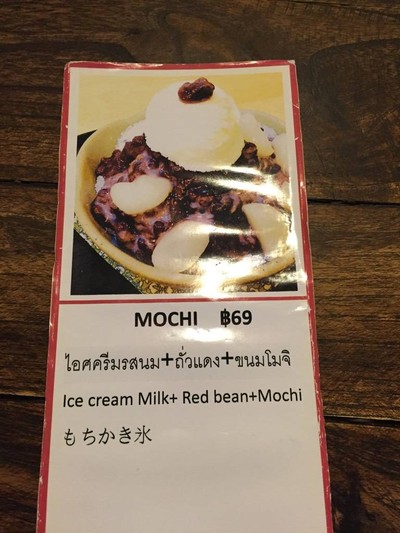 MOCHI ฿69
ไอศครีมรสนม+ถั่วแดง+ขนมโมจิ
Ice cream Milk+ Red bean+Mochi
もちかき氷